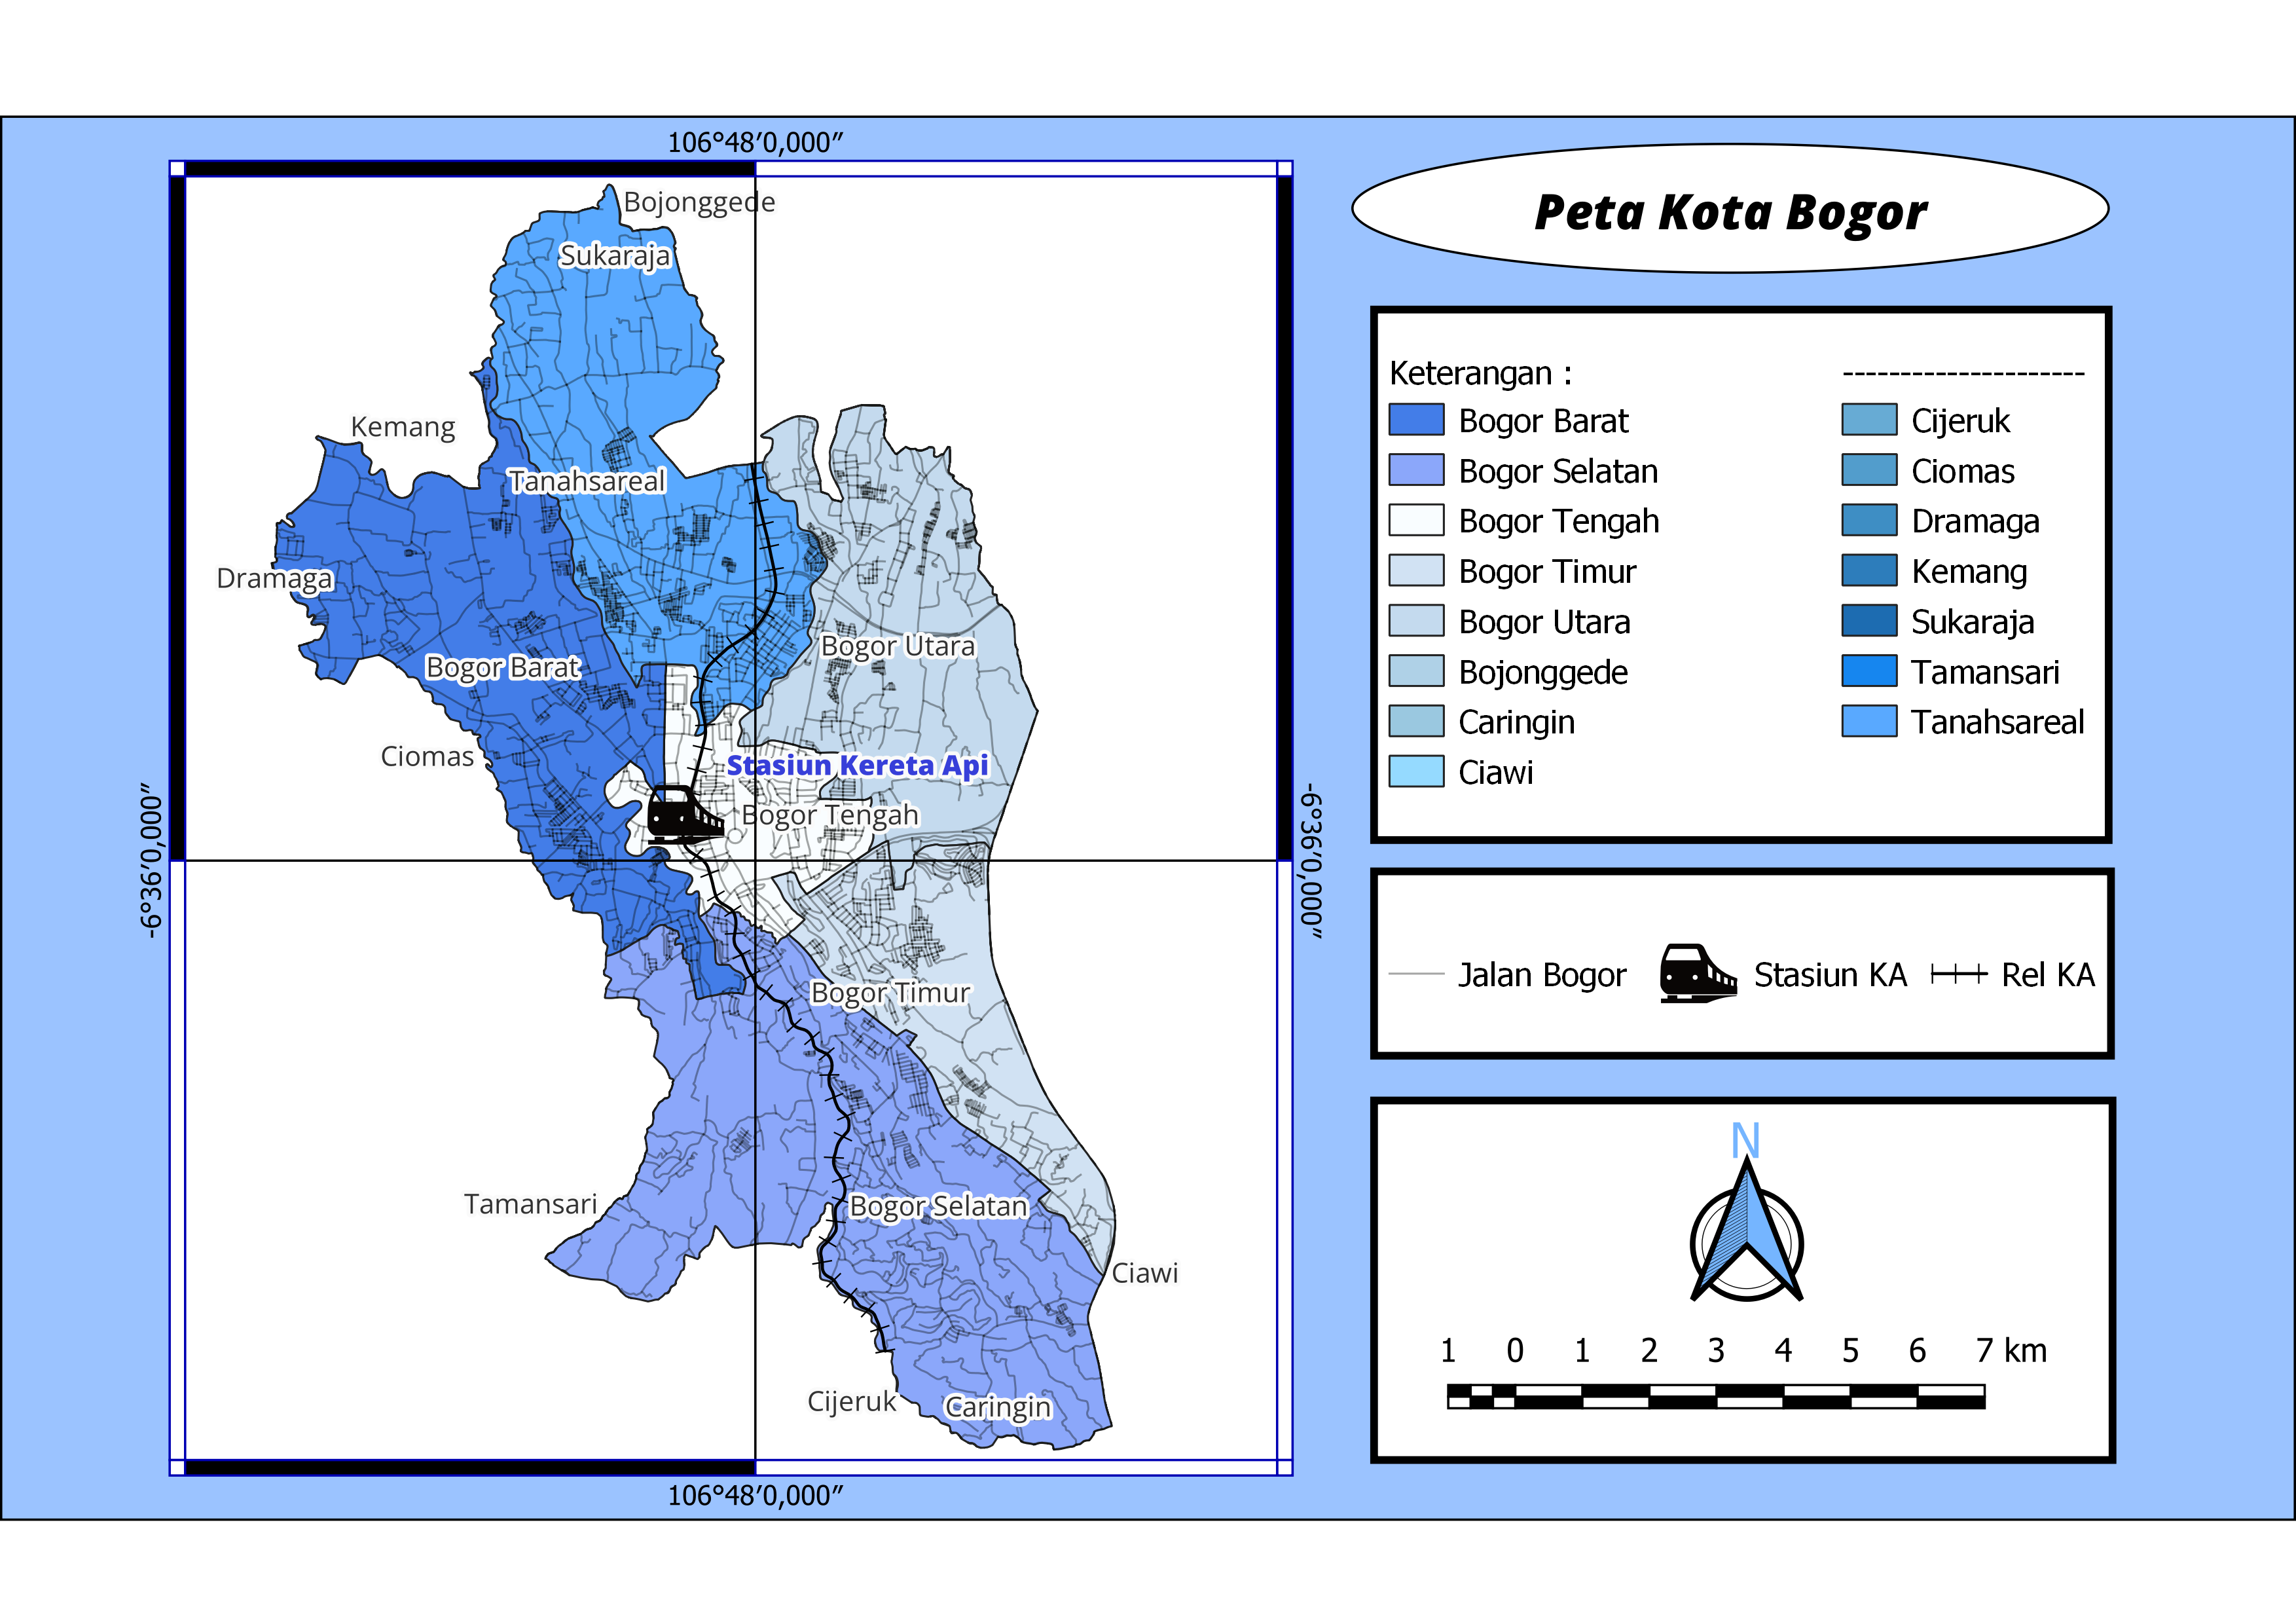 106°48′0,000″
Peta Kota Bogor
Bojonggede
Sukaraja
Kemang
Tanahsareal
Dramaga
Bogor Utara
Bogor Barat
Ciomas
Stasiun Kereta Api
Bogor Tengah
-6°36′0,000″
-6°36′0,000″
Bogor Timur
Tamansari
Bogor Selatan
Ciawi
Cijeruk
Caringin
106°48′0,000″
Keterangan :
--------------------
Bogor Barat
Bogor Selatan
Bogor Tengah
Bogor Timur
Bogor Utara
Bojonggede
Caringin
Ciawi
Cijeruk
Ciomas
Dramaga
Kemang
Sukaraja
Tamansari
Tanahsareal
Jalan Bogor Stasiun KA Rel KA
N
1 0 1 2 3 4 5 6 7 km